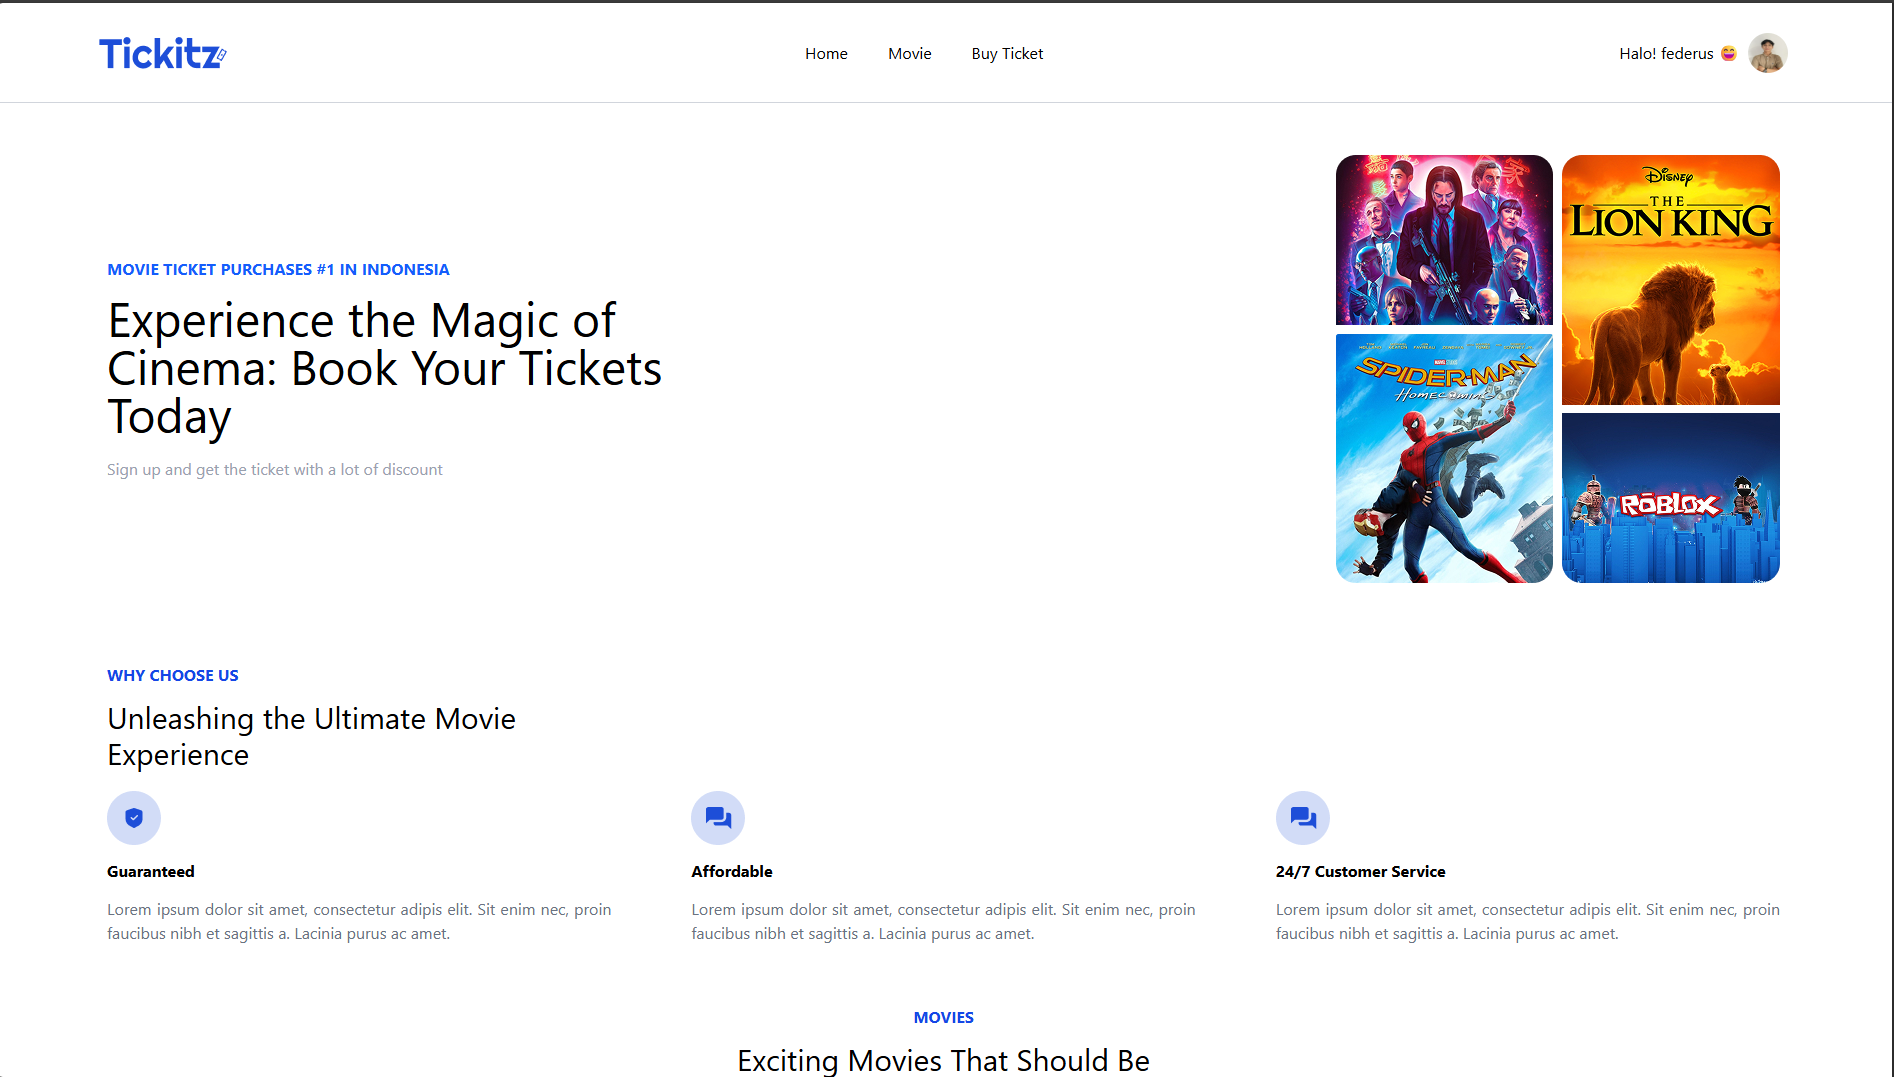 Tickitz
Home
Movie
Buy Ticket
Halo! federus 😄
嘉
家
DISNEY
THE
LION KING
MOVIE TICKET PURCHASES #1 IN INDONESIA
Experience the Magic of
Cinema: Book Your Tickets
Today
Sign up and get the ticket with a lot of discount
SPIDER-MAN
HOMECOMING
ROBLOX
WHY CHOOSE US
Unleashing the Ultimate Movie
Experience
Guaranteed
Lorem ipsum dolor sit amet, consectetur adipis elit. Sit enim nec, proin
faucibus nibh et sagittis a. Lacinia purus ac amet.
Affordable
Lorem ipsum dolor sit amet, consectetur adipis elit. Sit enim nec, proin
faucibus nibh et sagittis a. Lacinia purus ac amet.
24/7 Customer Service
Lorem ipsum dolor sit amet, consectetur adipis elit. Sit enim nec, proin
faucibus nibh et sagittis a. Lacinia purus ac amet.
MOVIES
Exciting Movies That Should Be